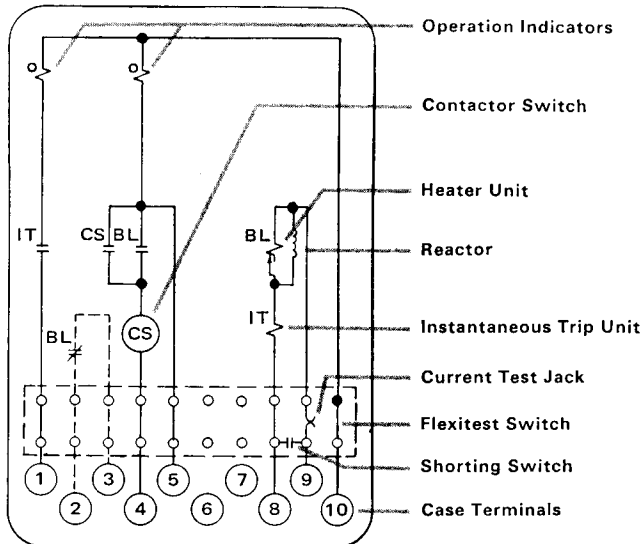 Operation Indicators
Contactor Switch
Heater Unit
IT
CS BL
BL
Reactor
IT
Instantaneous Trip Unit
BL
CS
Current Test Jack
Flexitest Switch
Shorting Switch
1 3 5 7 9
2 4 6 8 10
Case Terminals